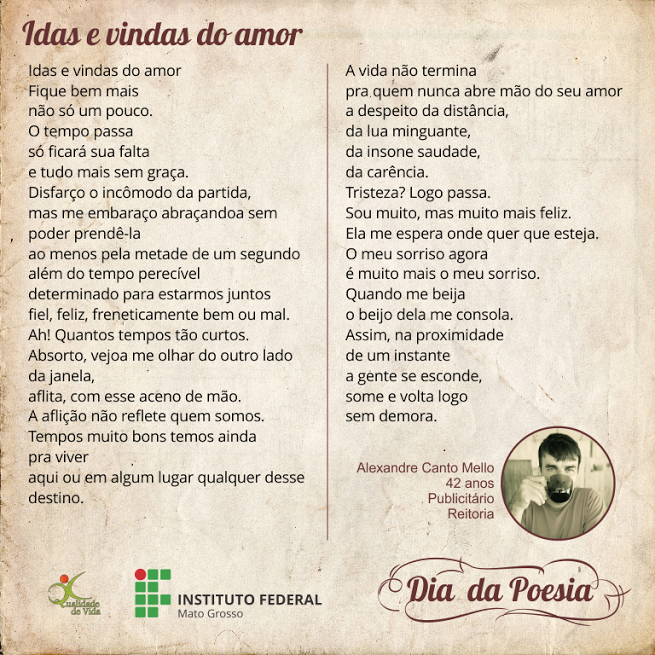 Idas e vindas do amor
Idas e vindas do amor
Fique bem mais
não só um pouco.
O tempo passa
só ficará sua falta
e tudo mais sem graça.
Disfarço o incômodo da partida,
mas me embaraço abraçandoa sem
poder prendê-la
ao menos pela metade de um segundo
além do tempo perecível
determinado para estarmos juntos
fiel, feliz, freneticamente bem ou mal.
Ah! Quantos tempos tão curtos.
Absorto, vejoa me olhar do outro lado
da janela,
aflita, com esse aceno de mão.
A aflição não reflete quem somos.
Tempos muito bons temos ainda
pra viver
aqui ou em algum lugar qualquer desse
destino.
A vida não termina
pra quem nunca abre mão do seu amor
a despeito da distância,
da lua minguante,
da insone saudade,
da carência.
Tristeza? Logo passa.
Sou muito, mas muito mais feliz.
Ela me espera onde quer que esteja.
O meu sorriso agora
é muito mais o meu sorriso.
Quando me beija
o beijo dela me consola.
Assim, na proximidade
de um instante
a gente se esconde,
some e volta logo
sem demora.
Alexandre Canto Mello
42 anos
Publicitário
Reitoria
Qualidade
de Vida
INSTITUTO FEDERAL
Mato Grosso
Dia da Poesia